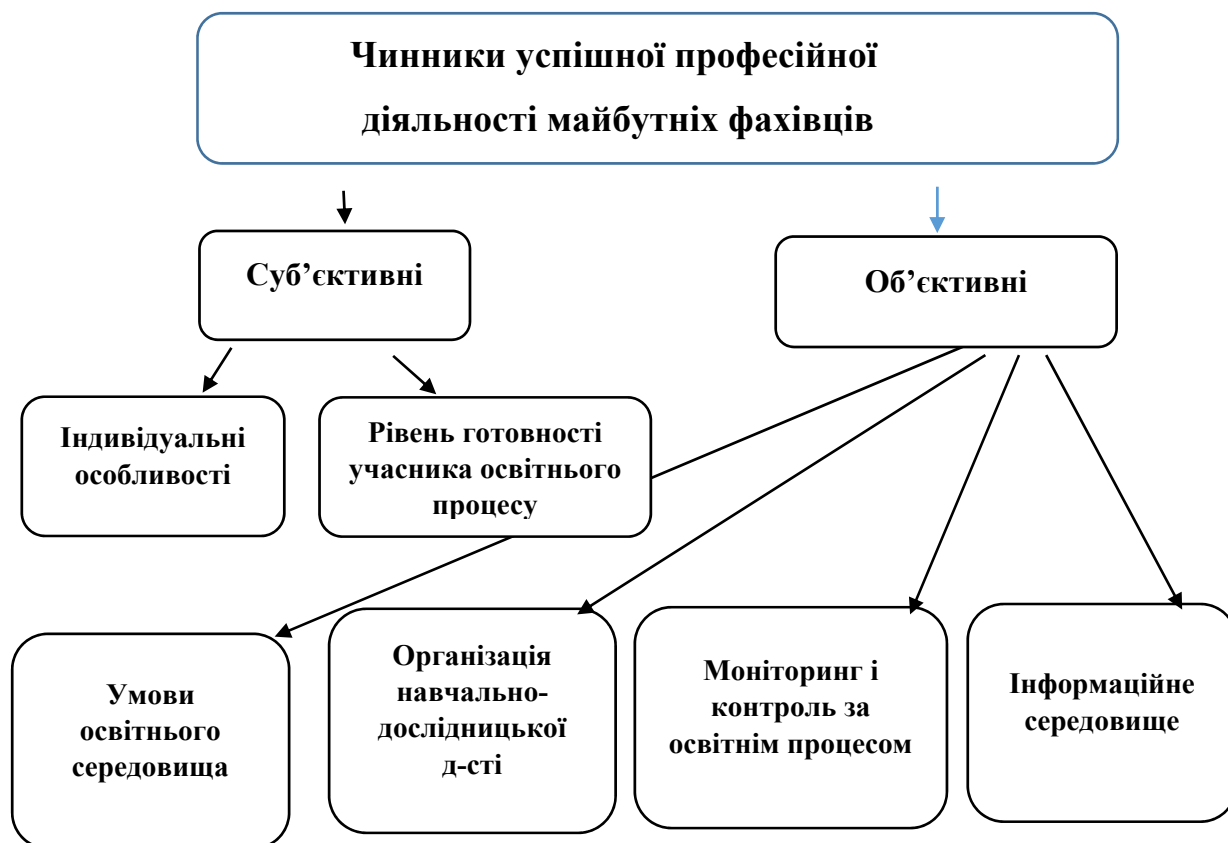 Чинники успішної професійної
діяльності майбутніх фахівців
Суб’єктивні
Об’єктивні
Індивідуальні
особливості
Рівень готовності
учасника освітнього
процесу
Умови
освітнього
середовища
Організація
навчально-
дослідницької
д-сті
Моніторинг і
контроль за
освітнім процесом
Інформаційне
середовище